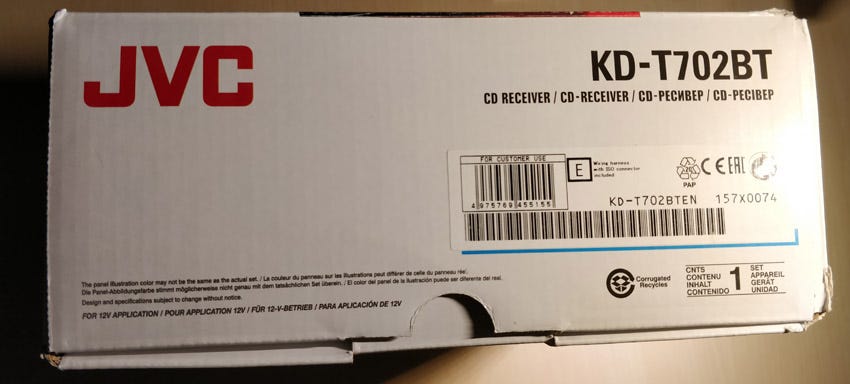 JVC
KD-T702BT
CD RECEIVER / CD-RECEIVER / CD-РЕСИВЕР / CD-РЕСІВЕР
FOR CUSTOMER USE
4 975769 455155
E
Wiring harness
with ISO connector
included
PAP
CE EAC
KD-T702BTEN 157X0074
The panel illustration color may not be the same as the actual set. / La couleur du panneau sur les illustrations peut différer de celle du panneau réel.
Die Panel-Abbildungsfarbe stimmt möglicherweise nicht genau mit dem tatsächlichen Set überein. / El color del panel de la ilustración puede ser diferente del real.
Design and specifications subject to change without notice.
FOR 12V APPLICATION / POUR APPLICATION 12V / FÜR 12-V-BETRIEB / PARA APLICACIÓN DE 12V
Corrugated
Recycles
CNTS
CONTENU
INHALT
CONTENIDO
1
SET
APPAREIL
GERÄT
UNIDAD